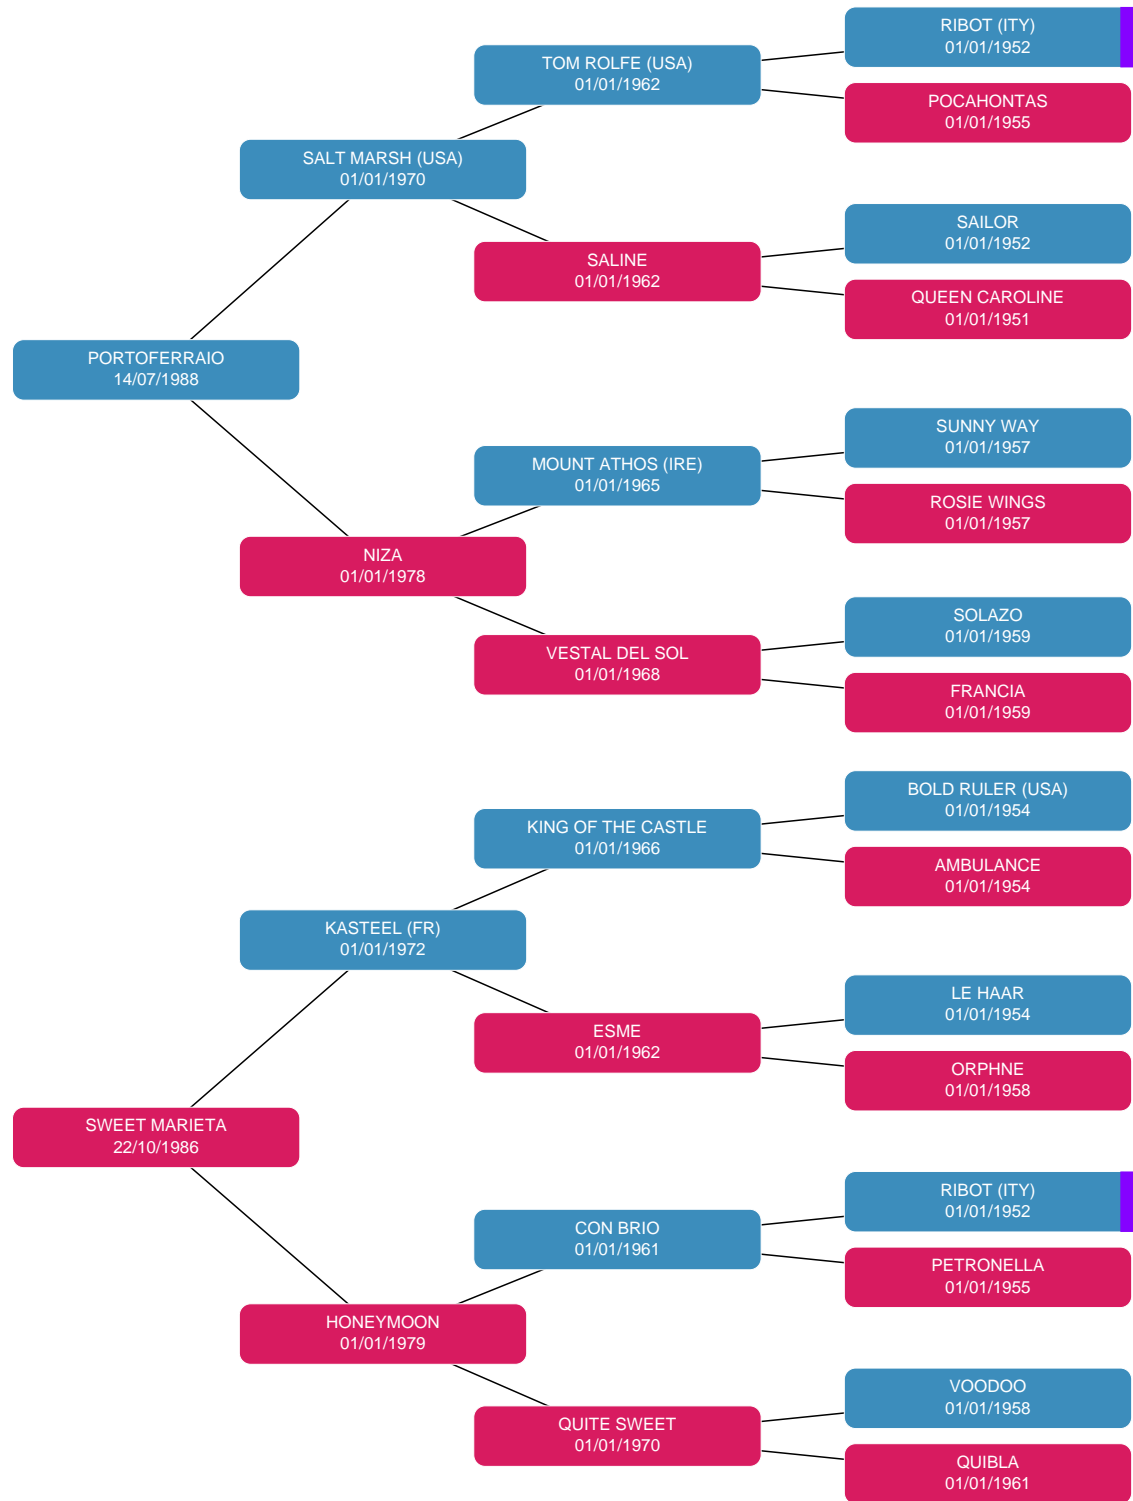 RIBOT (ITY)
01/01/1952
TOM ROLFE (USA)
01/01/1962
POCAHONTAS
01/01/1955
SALT MARSH (USA)
01/01/1970
SAILOR
01/01/1952
SALINE
01/01/1962
QUEEN CAROLINE
01/01/1951
PORTOFERRAIO
14/07/1988
SUNNY WAY
01/01/1957
MOUNT ATHOS (IRE)
01/01/1965
ROSIE WINGS
01/01/1957
NIZA
01/01/1978
SOLAZO
01/01/1959
VESTAL DEL SOL
01/01/1968
FRANCIA
01/01/1959
BOLD RULER (USA)
01/01/1954
KING OF THE CASTLE
01/01/1966
AMBULANCE
01/01/1954
KASTEEL (FR)
01/01/1972
LE HAAR
01/01/1954
ESME
01/01/1962
ORPHNE
01/01/1958
SWEET MARIETA
22/10/1986
RIBOT (ITY)
01/01/1952
CON BRIO
01/01/1961
PETRONELLA
01/01/1955
HONEYMOON
01/01/1979
VOODOO
01/01/1958
QUITE SWEET
01/01/1970
QUIBLA
01/01/1961